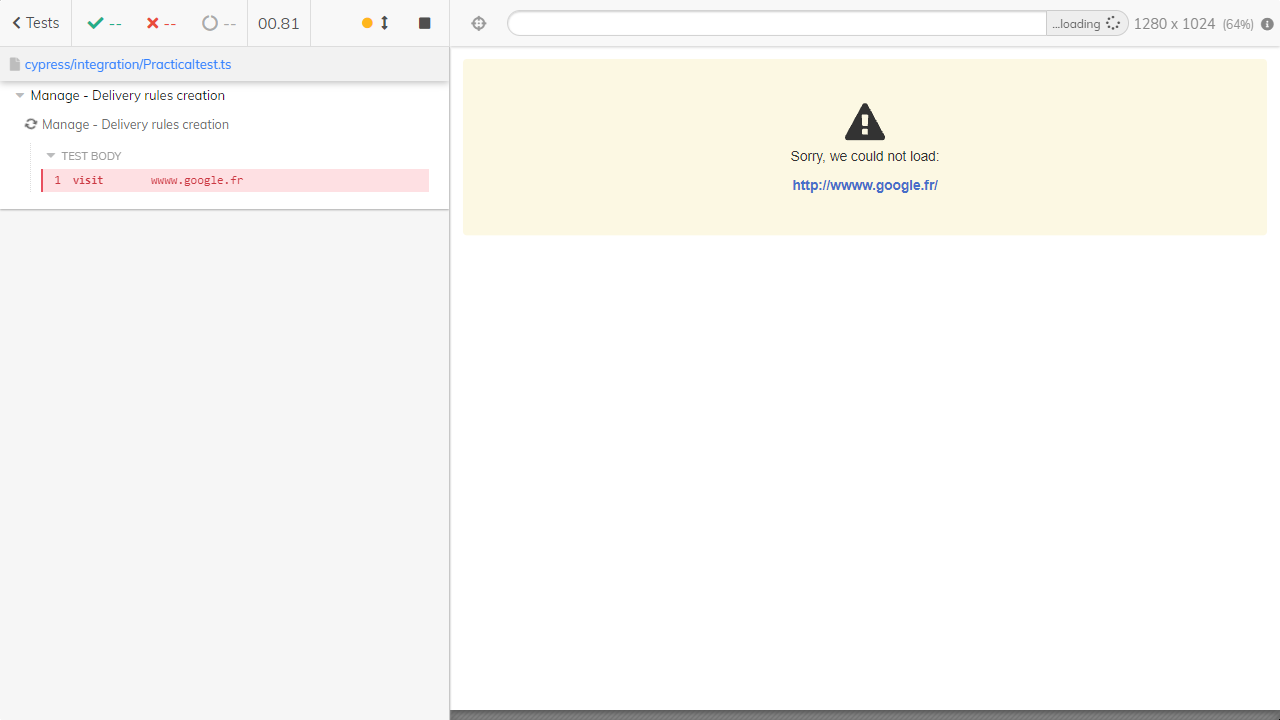 Tests -- -- -- 00.81
...loading 1280 x 1024 (64%)
cypress/integration/Practicaltest.ts
Manage - Delivery rules creation
Manage - Delivery rules creation
TEST BODY
1 visit wwww.google.fr
Sorry, we could not load:
http://wwww.google.fr/